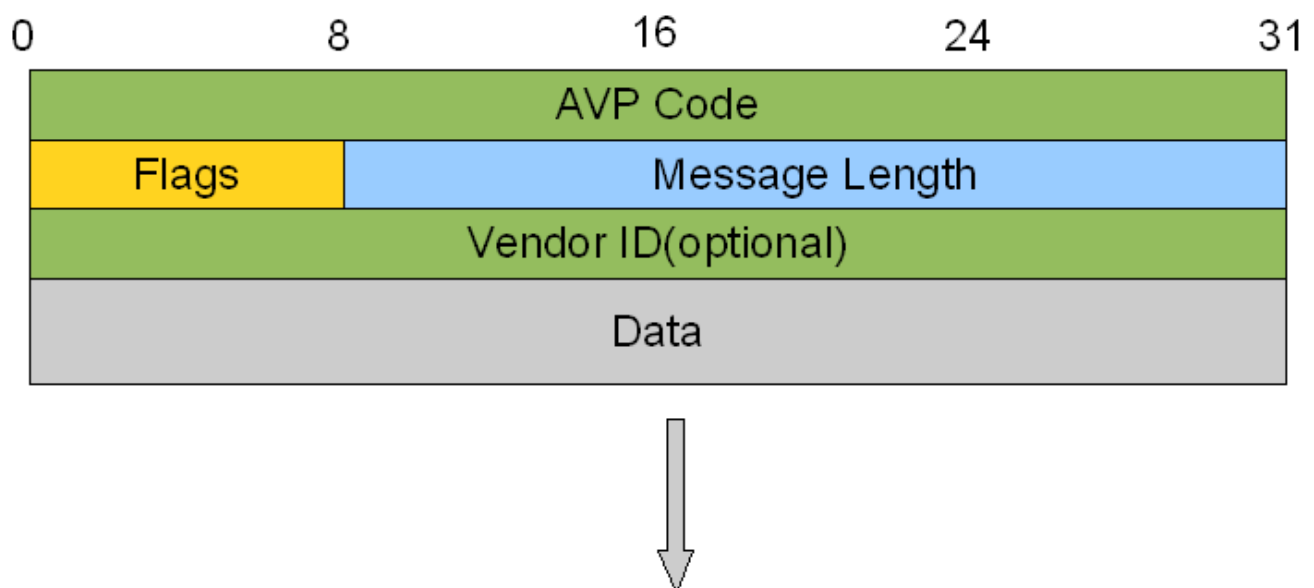 0 8 16 24 31
AVP Code
Flags Message Length
Vendor ID(optional)
Data